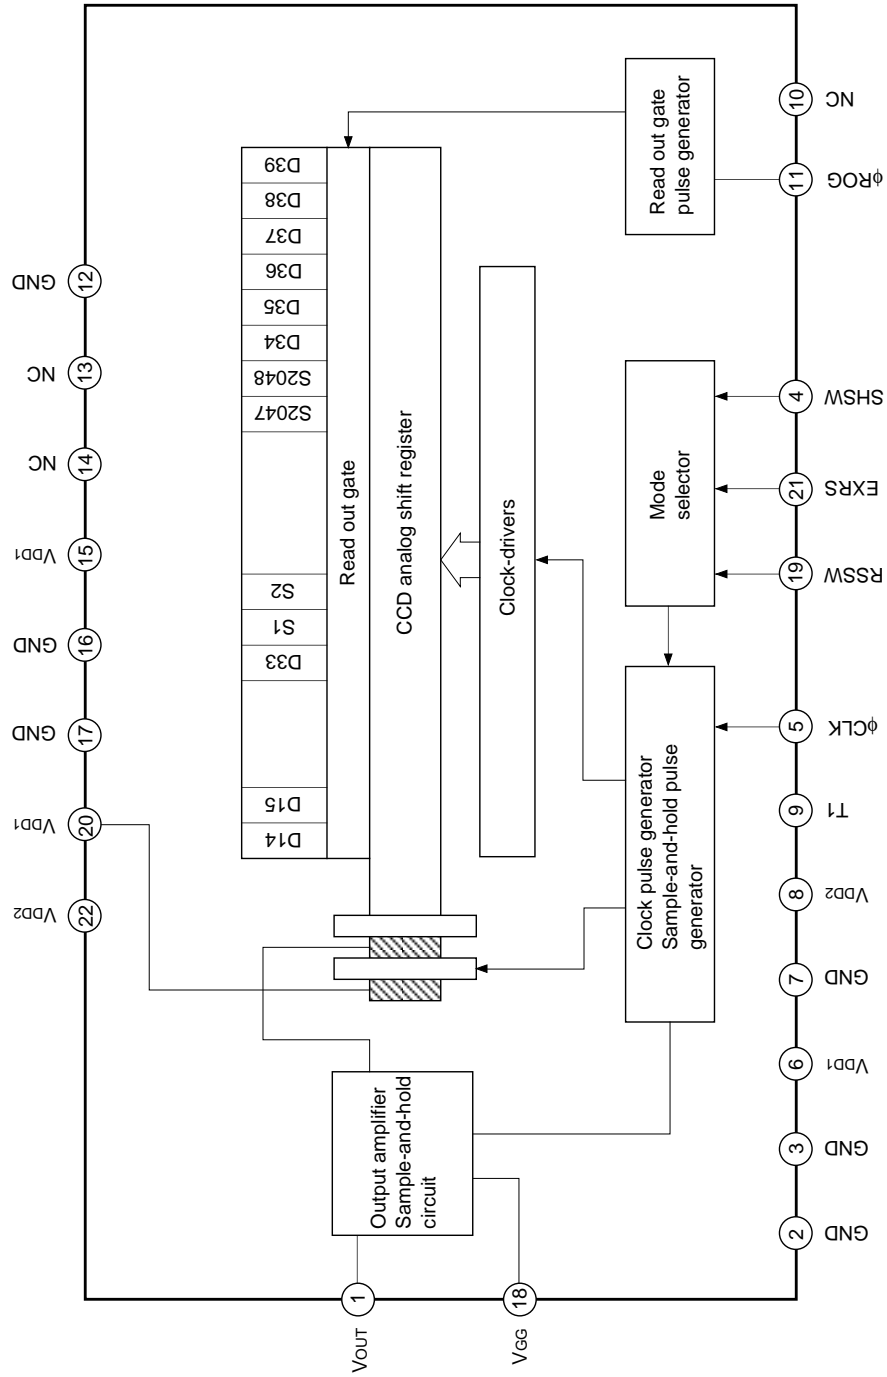 D14
D15
D33
S1
S2
S2047
S2048
D34
D35
D36
D37
D38
D39
Read out gate
CCD analog shift register
Clock-drivers
Output amplifier
Sample-and-hold
circuit
Clock pulse generator
Sample-and-hold pulse
generator
Mode
selector
Read out gate
pulse generator
22
VDD2
20
VDD1
17
GND
16
GND
15
VDD1
14
NC
13
NC
12
GND
1
VOUT
18
VGG
2
GND
3
GND
6
VDD1
7
GND
8
VDD2
9
T1
5
ϕCLK
19
RSSW
21
EXRS
4
SHSW
11
ϕROG
10
NC